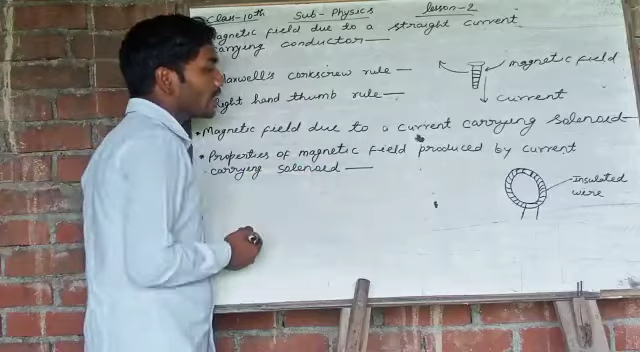 Class-10th Sub-Physics Lesson-2
Magnetic field due to a straight current
carrying conductor—
Maxwell's corkscrew rule—
Right hand thumb rule—
• Magnetic field due to a current carrying solenoid—
• Properties of magnetic field produced by current
carrying solenoid—
magnetic field
current
Insulated
wire